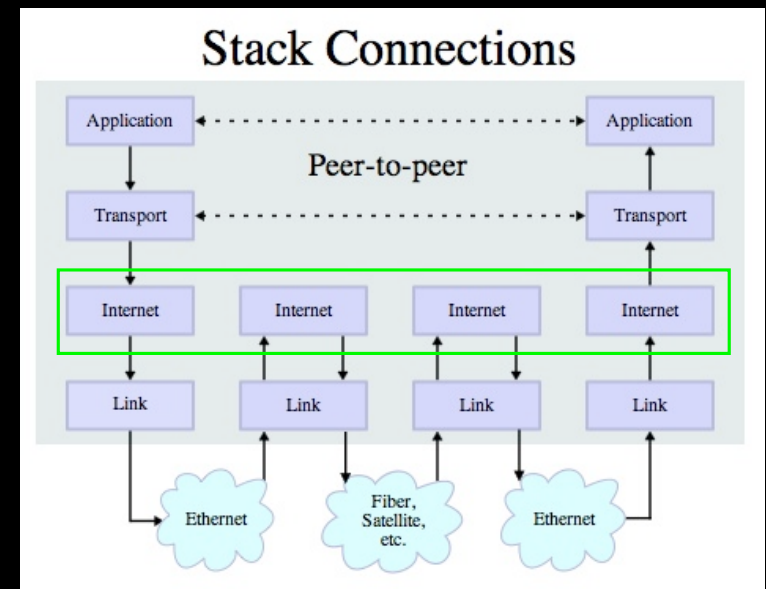 Stack Connections
Application
Application
Peer-to-peer
Transport
Transport
Internet
Internet
Internet
Internet
Link
Link
Link
Link
Ethernet
Fiber,
Satellite,
etc.
Ethernet